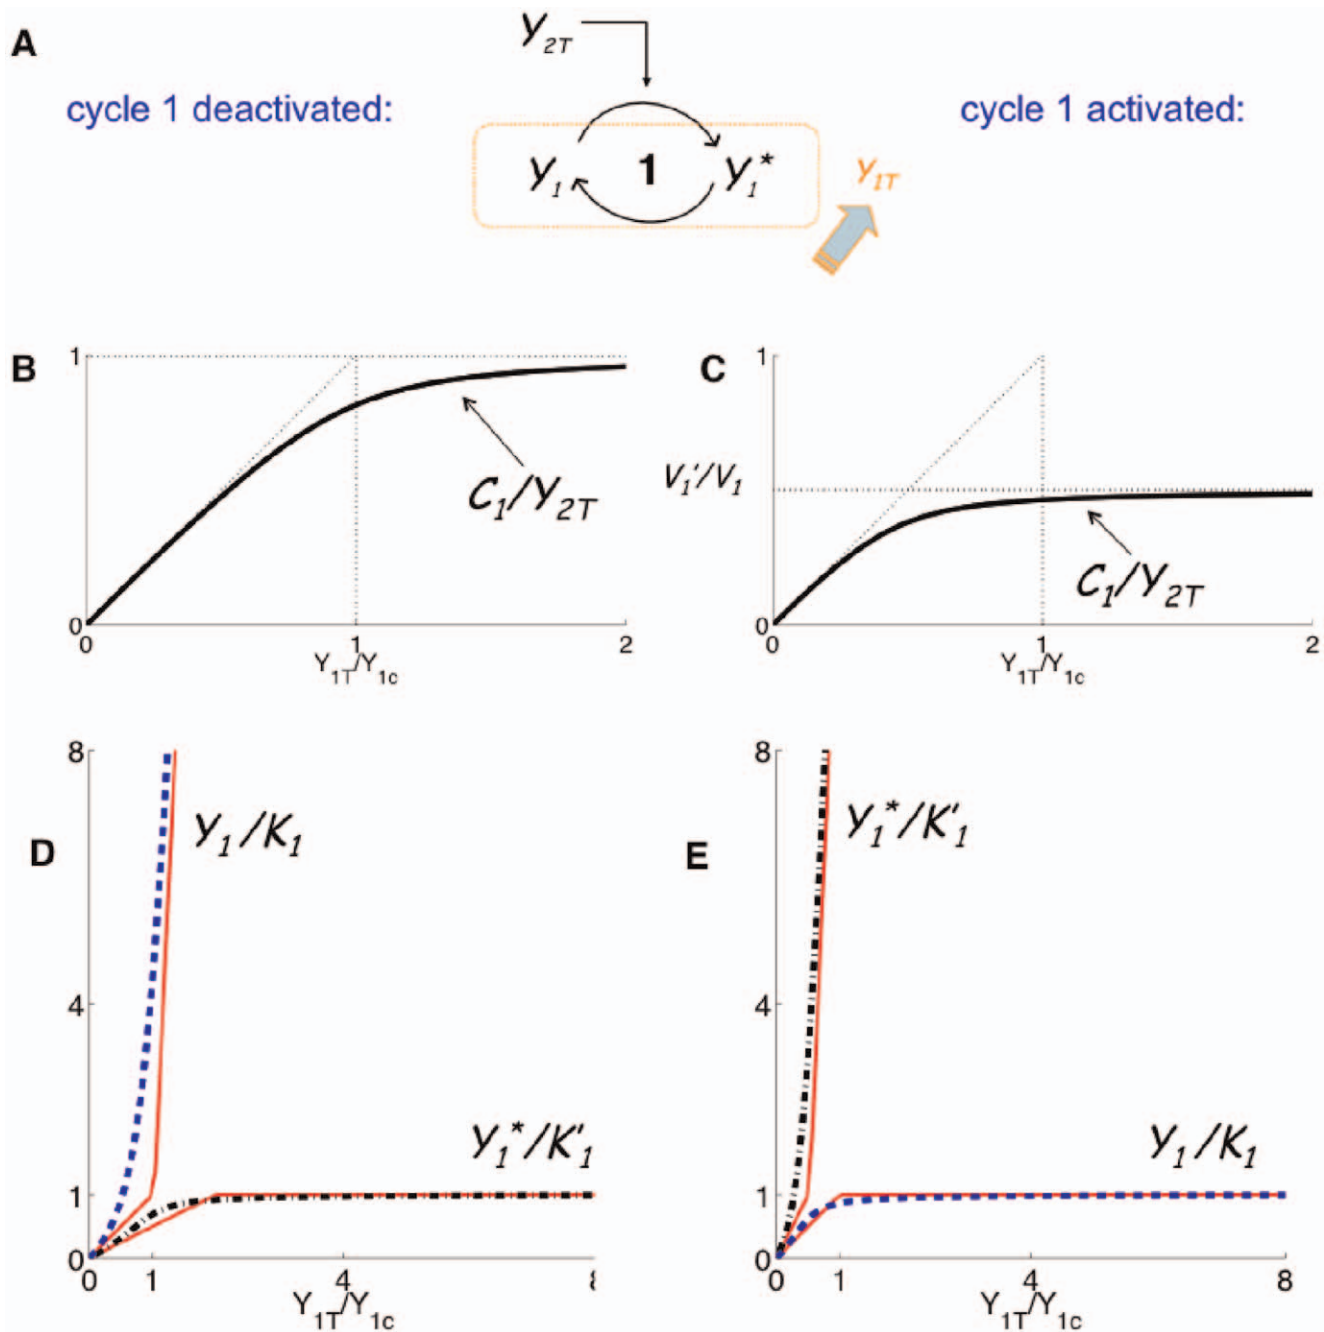 A
Y2T
cycle 1 deactivated:
cycle 1 activated:
Y1 1 Y1*
Y1T
B
1
C1/Y2T
0
0 1 2
Y1T/Y1c
C
1
V1'/V1
C1/Y2T
0
0 1 2
Y1T/Y1c
D
8
Y1/K1
4
Y1*/K'1
1
0
0 1 4 8
Y1T/Y1c
E
8
Y1*/K'1
4
Y1/K1
1
0
0 1 4 8
Y1T/Y1c